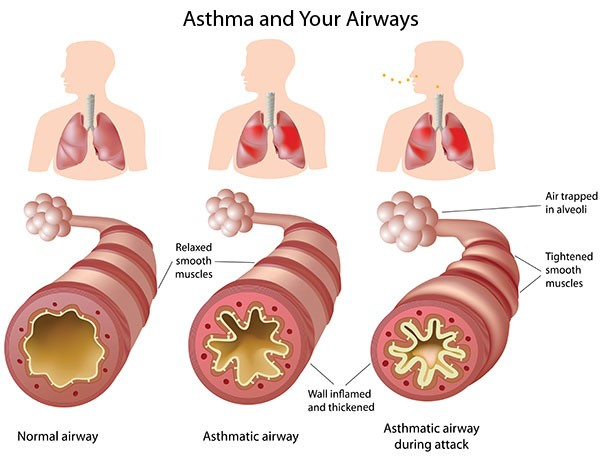 Asthma and Your Airways
Air trapped
in alveoli
Relaxed
smooth
muscles
Tightened
smooth
muscles
Wall inflamed
and thickened
Normal airway
Asthmatic airway
Asthmatic airway
during attack